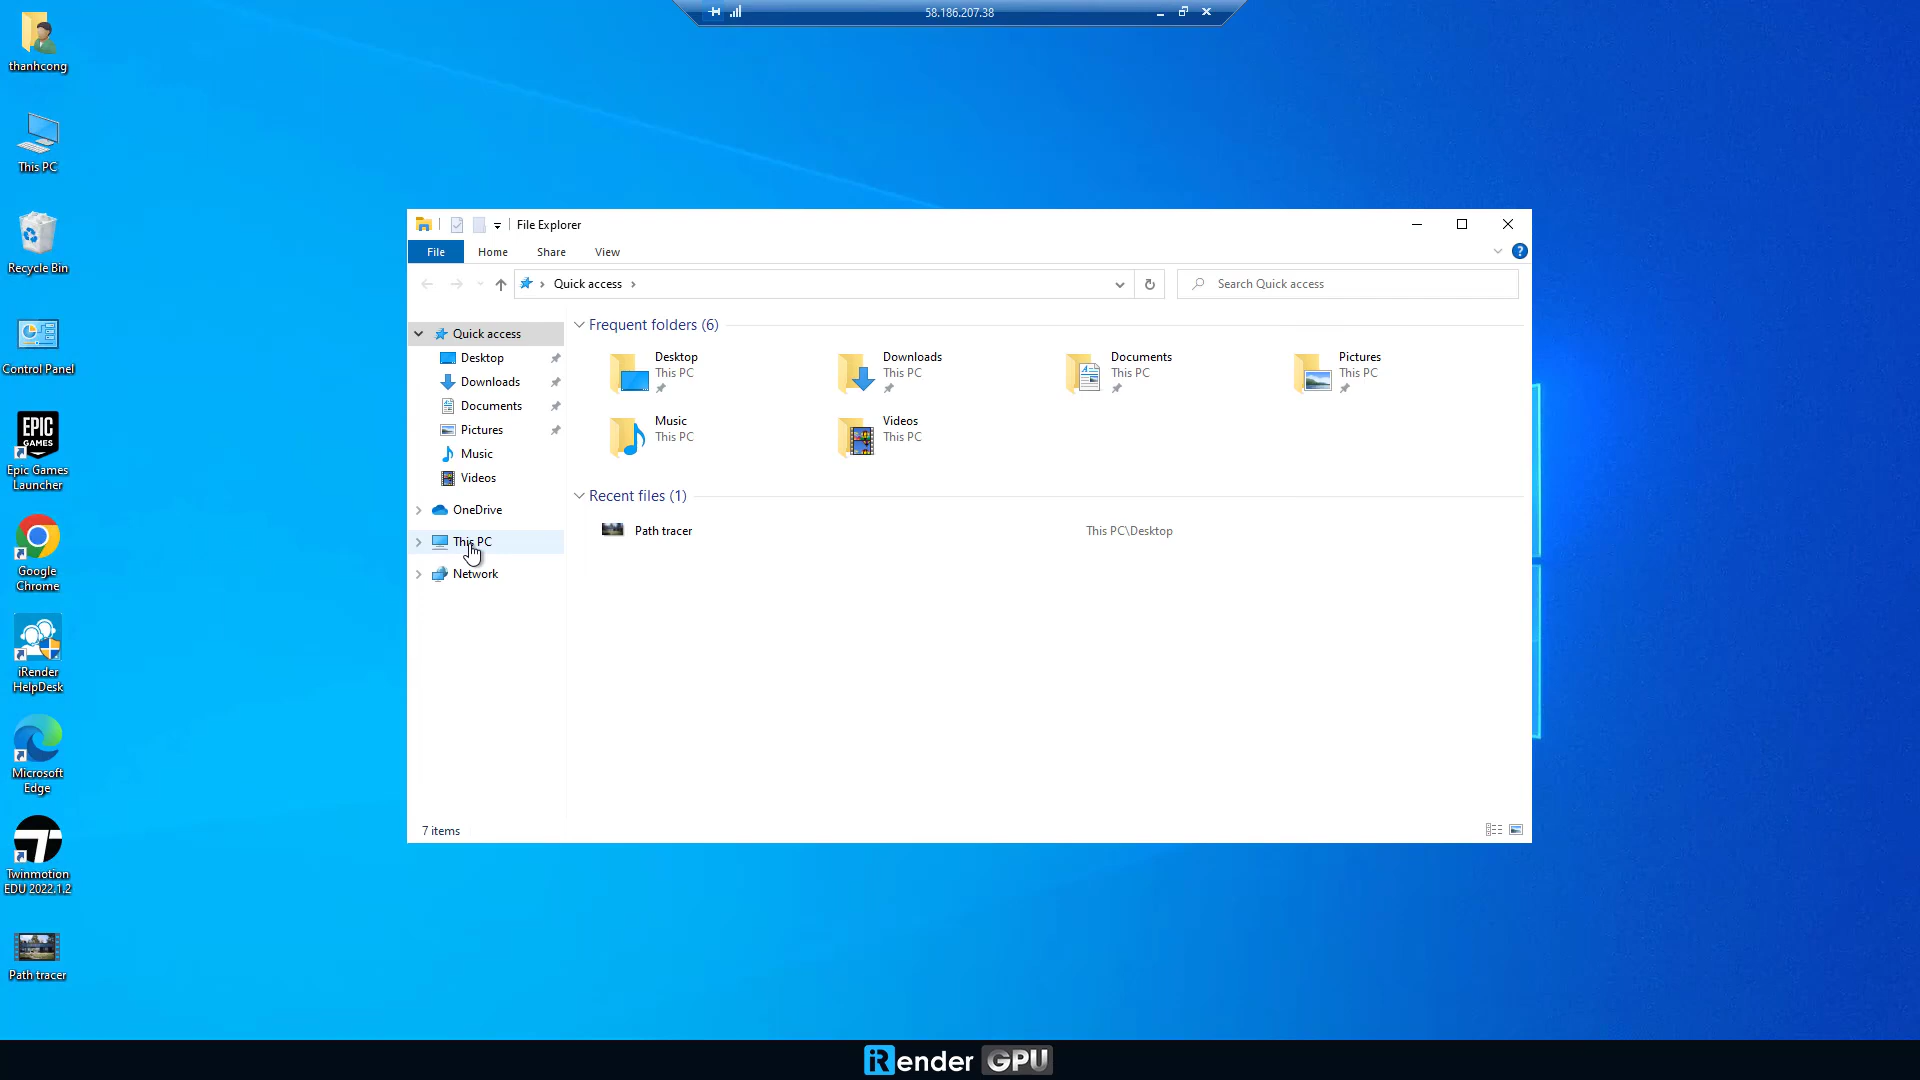 58.186.207.38
thanhcong
This PC
Recycle Bin
Control Panel
EPIC
GAMES
Epic Games
Launcher
Google
Chrome
iRender
HelpDesk
Microsoft
Edge
Twinmotion
EDU 2022.1.2
Path tracer
File Explorer
File
Home
Share
View
Quick access
Search Quick access
Quick access
Desktop
Downloads
Documents
Pictures
Music
Videos
OneDrive
This PC
Network
Frequent folders (6)
Desktop
This PC
Downloads
This PC
Documents
This PC
Pictures
This PC
Music
This PC
Videos
This PC
Recent files (1)
Path tracer
This PC\Desktop
7 items
iRender GPU